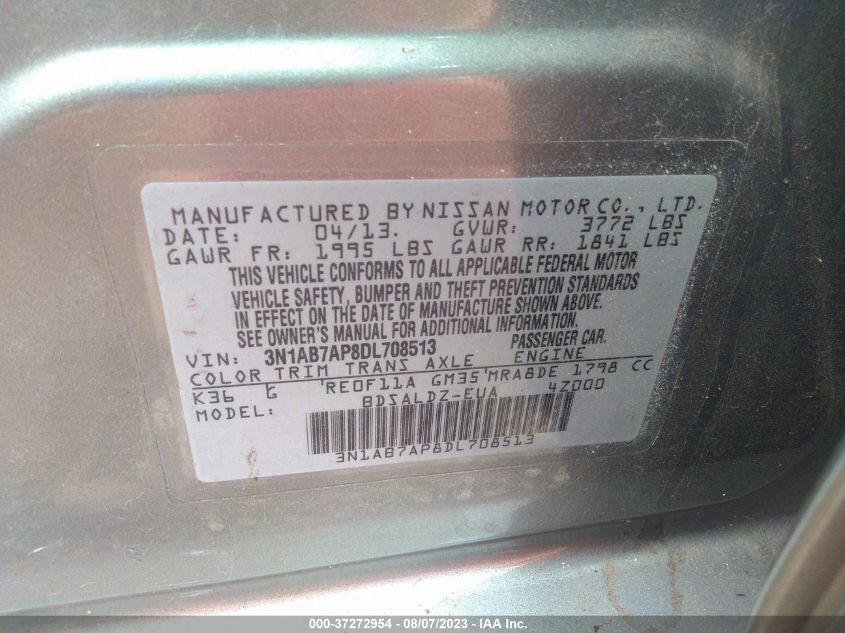 MANUFACTURED BY NISSAN MOTOR CO., LTD.
DATE: 04/13. GVWR: 3772 LBS
GAWR FR: 1995 LBS GAWR RR: 1841 LBS
THIS VEHICLE CONFORMS TO ALL APPLICABLE FEDERAL MOTOR
VEHICLE SAFETY, BUMPER AND THEFT PREVENTION STANDARDS
IN EFFECT ON THE DATE OF MANUFACTURE SHOWN ABOVE.
SEE OWNER'S MANUAL FOR ADDITIONAL INFORMATION.
VIN: 3N1AB7AP8DL708513 PASSENGER CAR.
COLOR TRIM TRANS AXLE ENGINE
K36 G 'RE0F11A GM35'MRA8DE 1798 CC
MODEL: BDSALDZ-EUA 4Z000
3N1AB7AP8DL708513
000-37272954 - 08/07/2023 - IAA Inc.